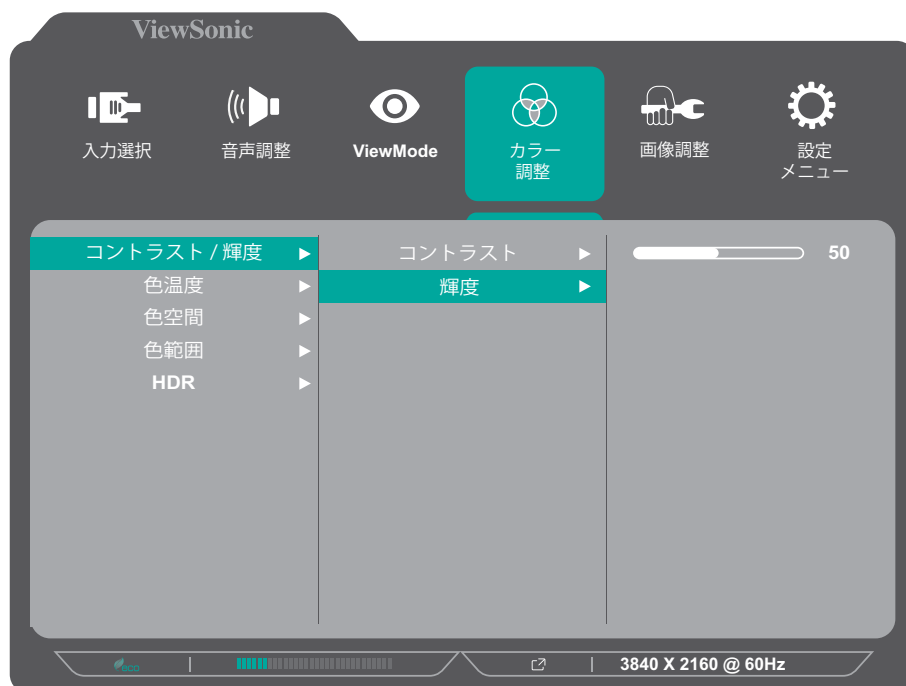 ViewSonic
入力選択
音声調整
ViewMode
カラー
調整
画像調整
設定
メニュー
コントラスト / 輝度
コントラスト
50
色温度
輝度
色空間
色範囲
HDR
eco
3840 X 2160 @ 60Hz